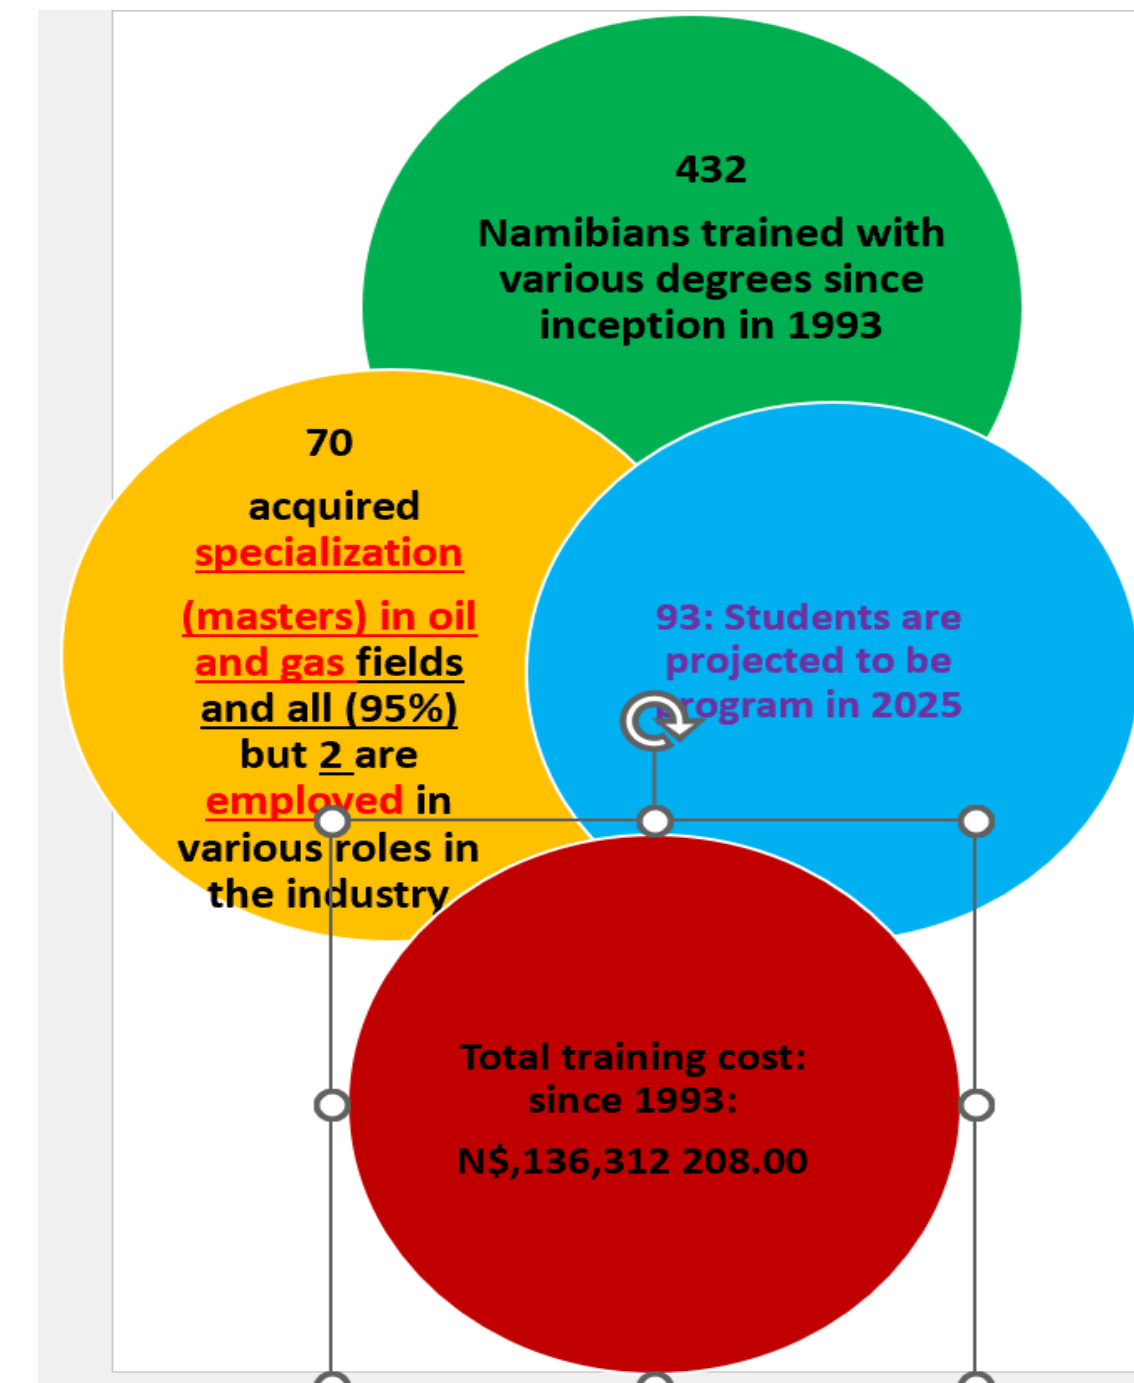 432
Namibians trained with
various degrees since
inception in 1993
70
acquired
specialization
(masters) in oil
and gas fields
and all (95%)
but 2 are
employed in
various roles in
the industry
93: Students are
projected to be
program in 2025
Total training cost:
since 1993:
N$,136,312 208.00